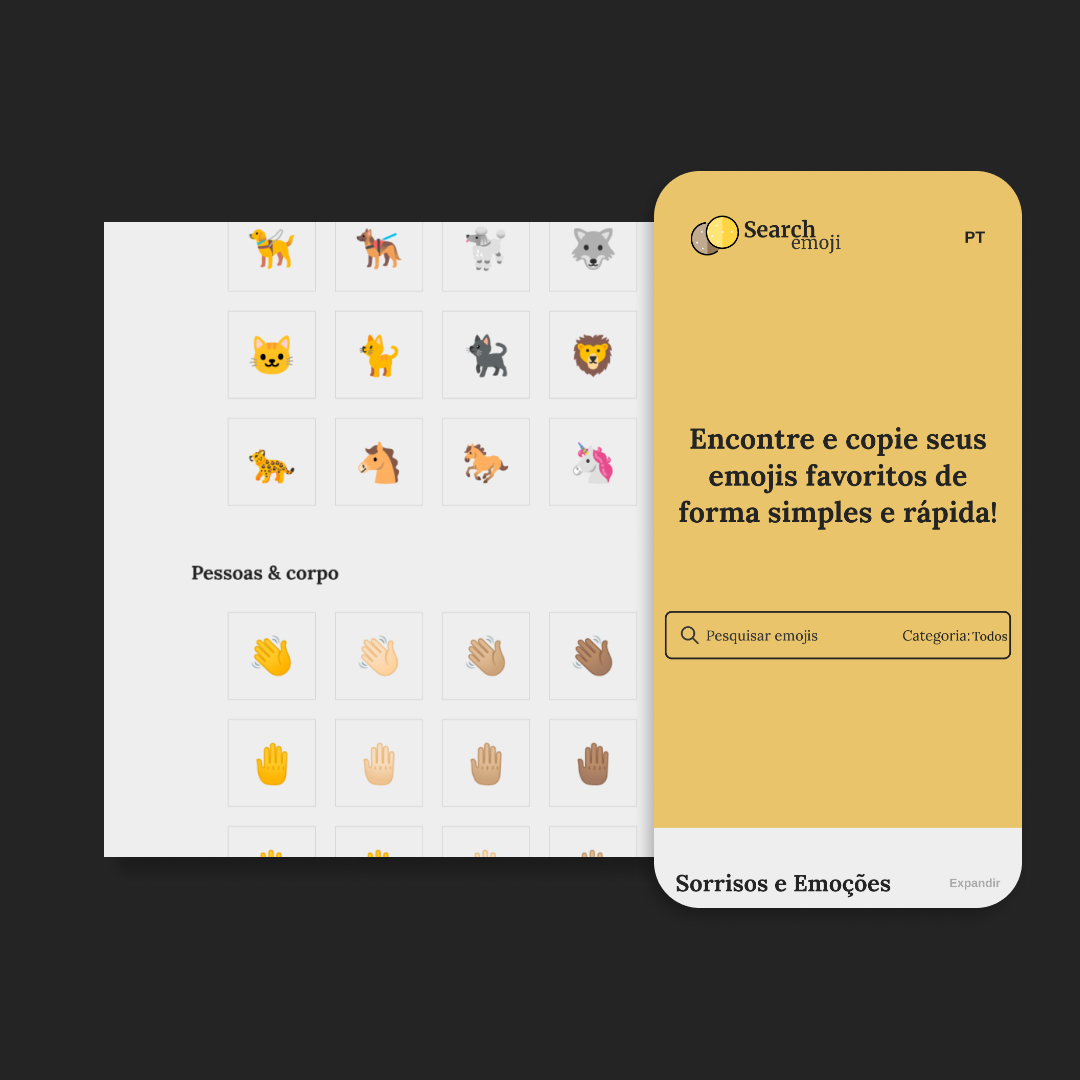 Pessoas & corpo
Search
emoji
PT
Encontre e copie seus
emojis favoritos de
forma simples e rápida!
Pesquisar emojis
Categoria: Todos
Sorrisos e Emoções
Expandir